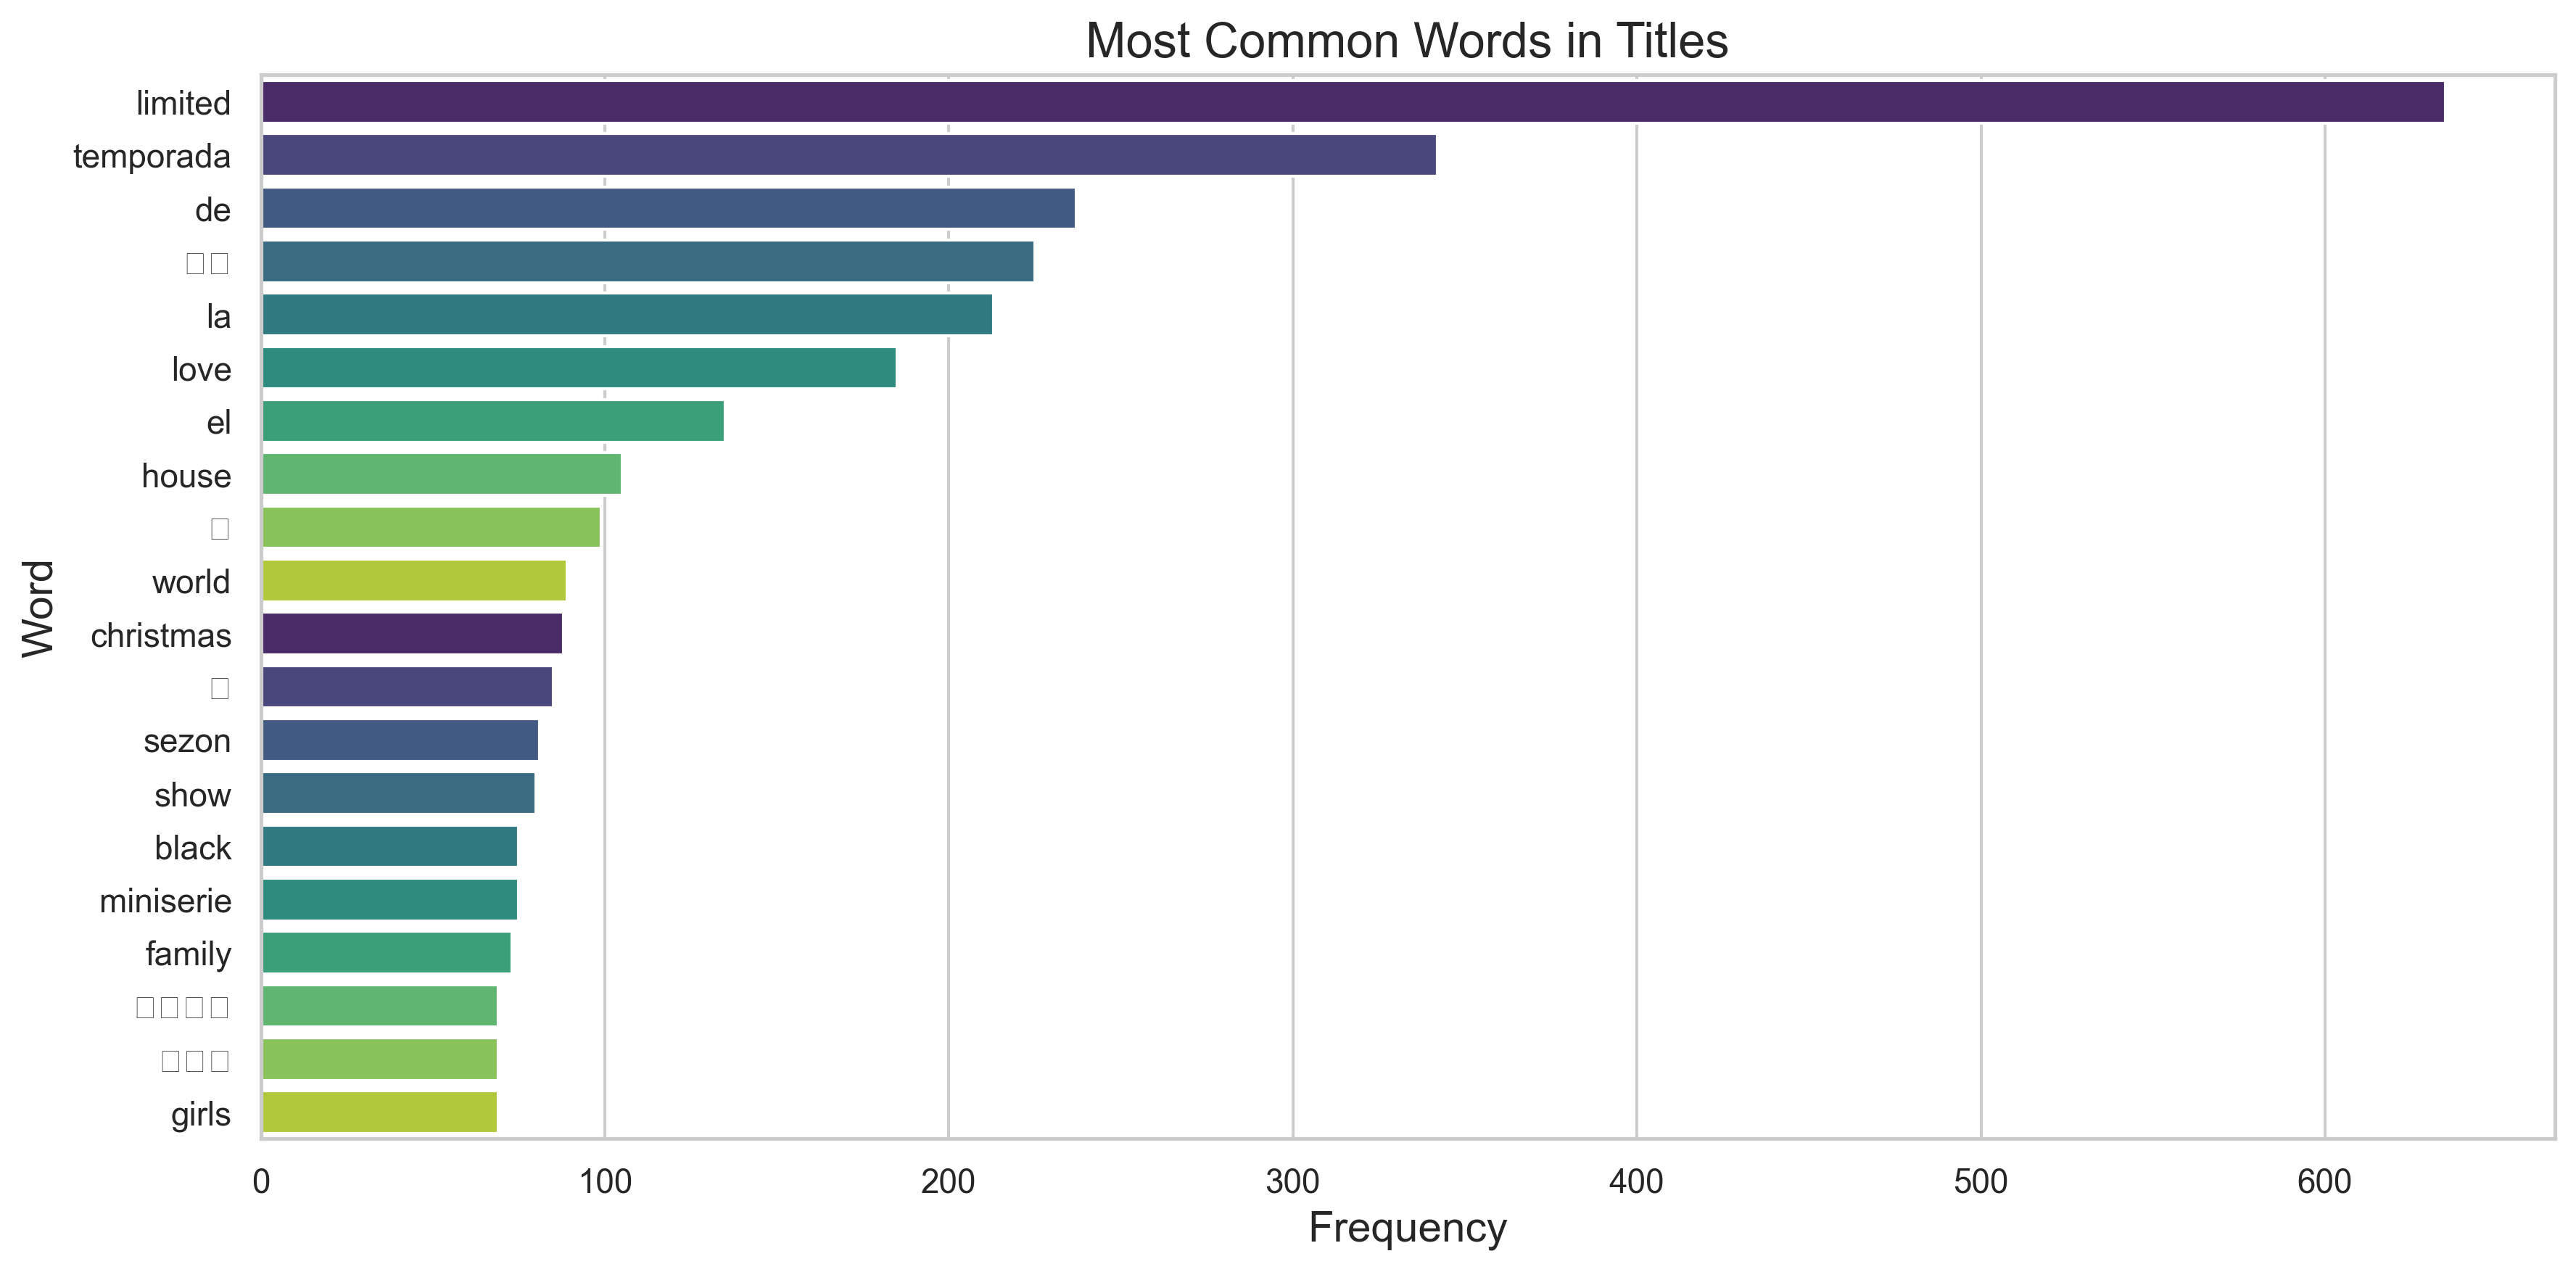 Most Common Words in Titles
limited
temporada
de
la
love
el
house
world
christmas
sezon
show
black
miniserie
family
girls
Word
0 100 200 300 400 500 600
Frequency